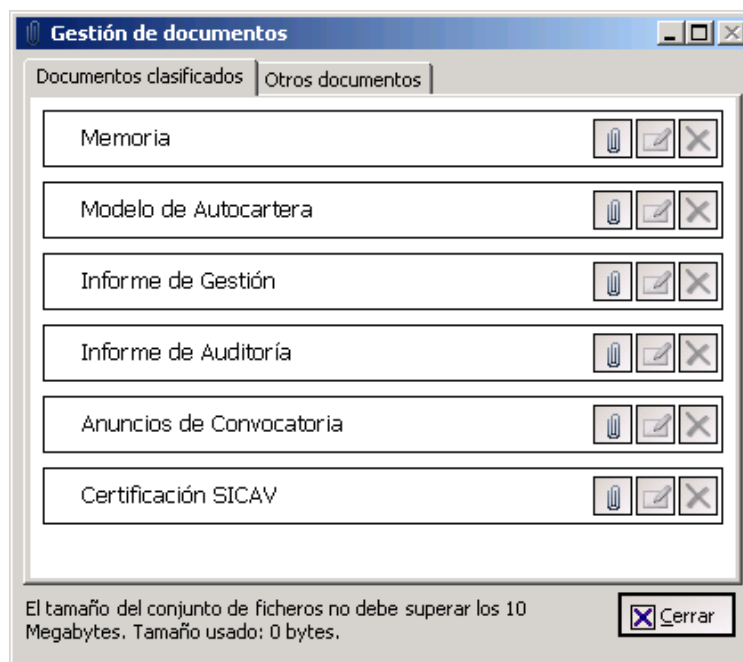 Gestión de documentos
Documentos clasificados
Otros documentos
Memoria
Modelo de Autocartera
Informe de Gestión
Informe de Auditoría
Anuncios de Convocatoria
Certificación SICAV
El tamaño del conjunto de ficheros no debe superar los 10
Megabytes. Tamaño usado: 0 bytes.
Cerrar